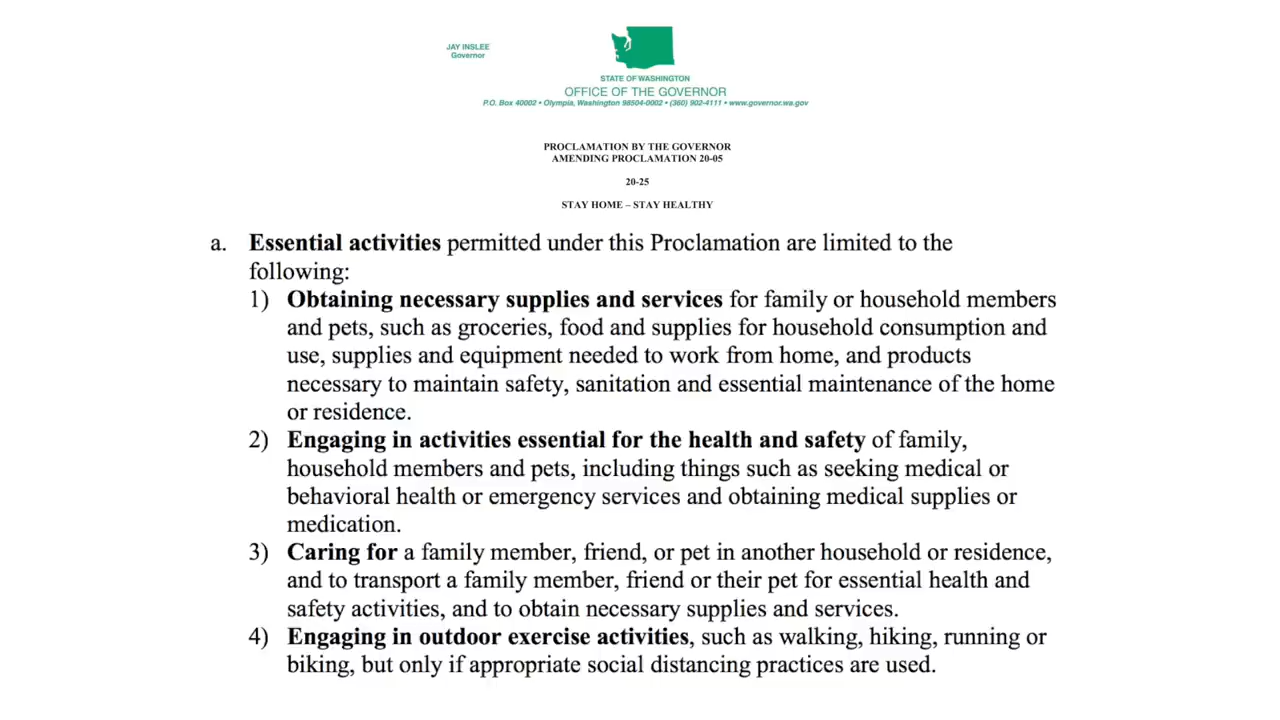 JAY INSLEE
Governor
STATE OF WASHINGTON
OFFICE OF THE GOVERNOR
P.O. Box 40002 • Olympia, Washington 98504-0002 • (360) 902-4111 • www.governor.wa.gov
PROCLAMATION BY THE GOVERNOR
AMENDING PROCLAMATION 20-05
20-25
STAY HOME – STAY HEALTHY
a. Essential activities permitted under this Proclamation are limited to the
following:
1) Obtaining necessary supplies and services for family or household members
and pets, such as groceries, food and supplies for household consumption and
use, supplies and equipment needed to work from home, and products
necessary to maintain safety, sanitation and essential maintenance of the home
or residence.
2) Engaging in activities essential for the health and safety of family,
household members and pets, including things such as seeking medical or
behavioral health or emergency services and obtaining medical supplies or
medication.
3) Caring for a family member, friend, or pet in another household or residence,
and to transport a family member, friend or their pet for essential health and
safety activities, and to obtain necessary supplies and services.
4) Engaging in outdoor exercise activities, such as walking, hiking, running or
biking, but only if appropriate social distancing practices are used.